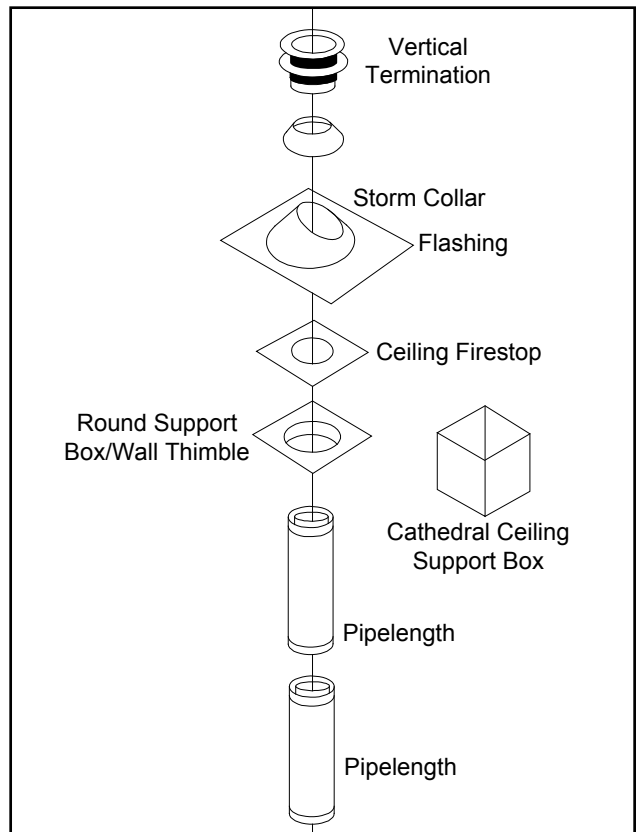 Vertical
Termination
Storm Collar
Flashing
Ceiling Firestop
Round Support
Box/Wall Thimble
Cathedral Ceiling
Support Box
Pipelength
Pipelength